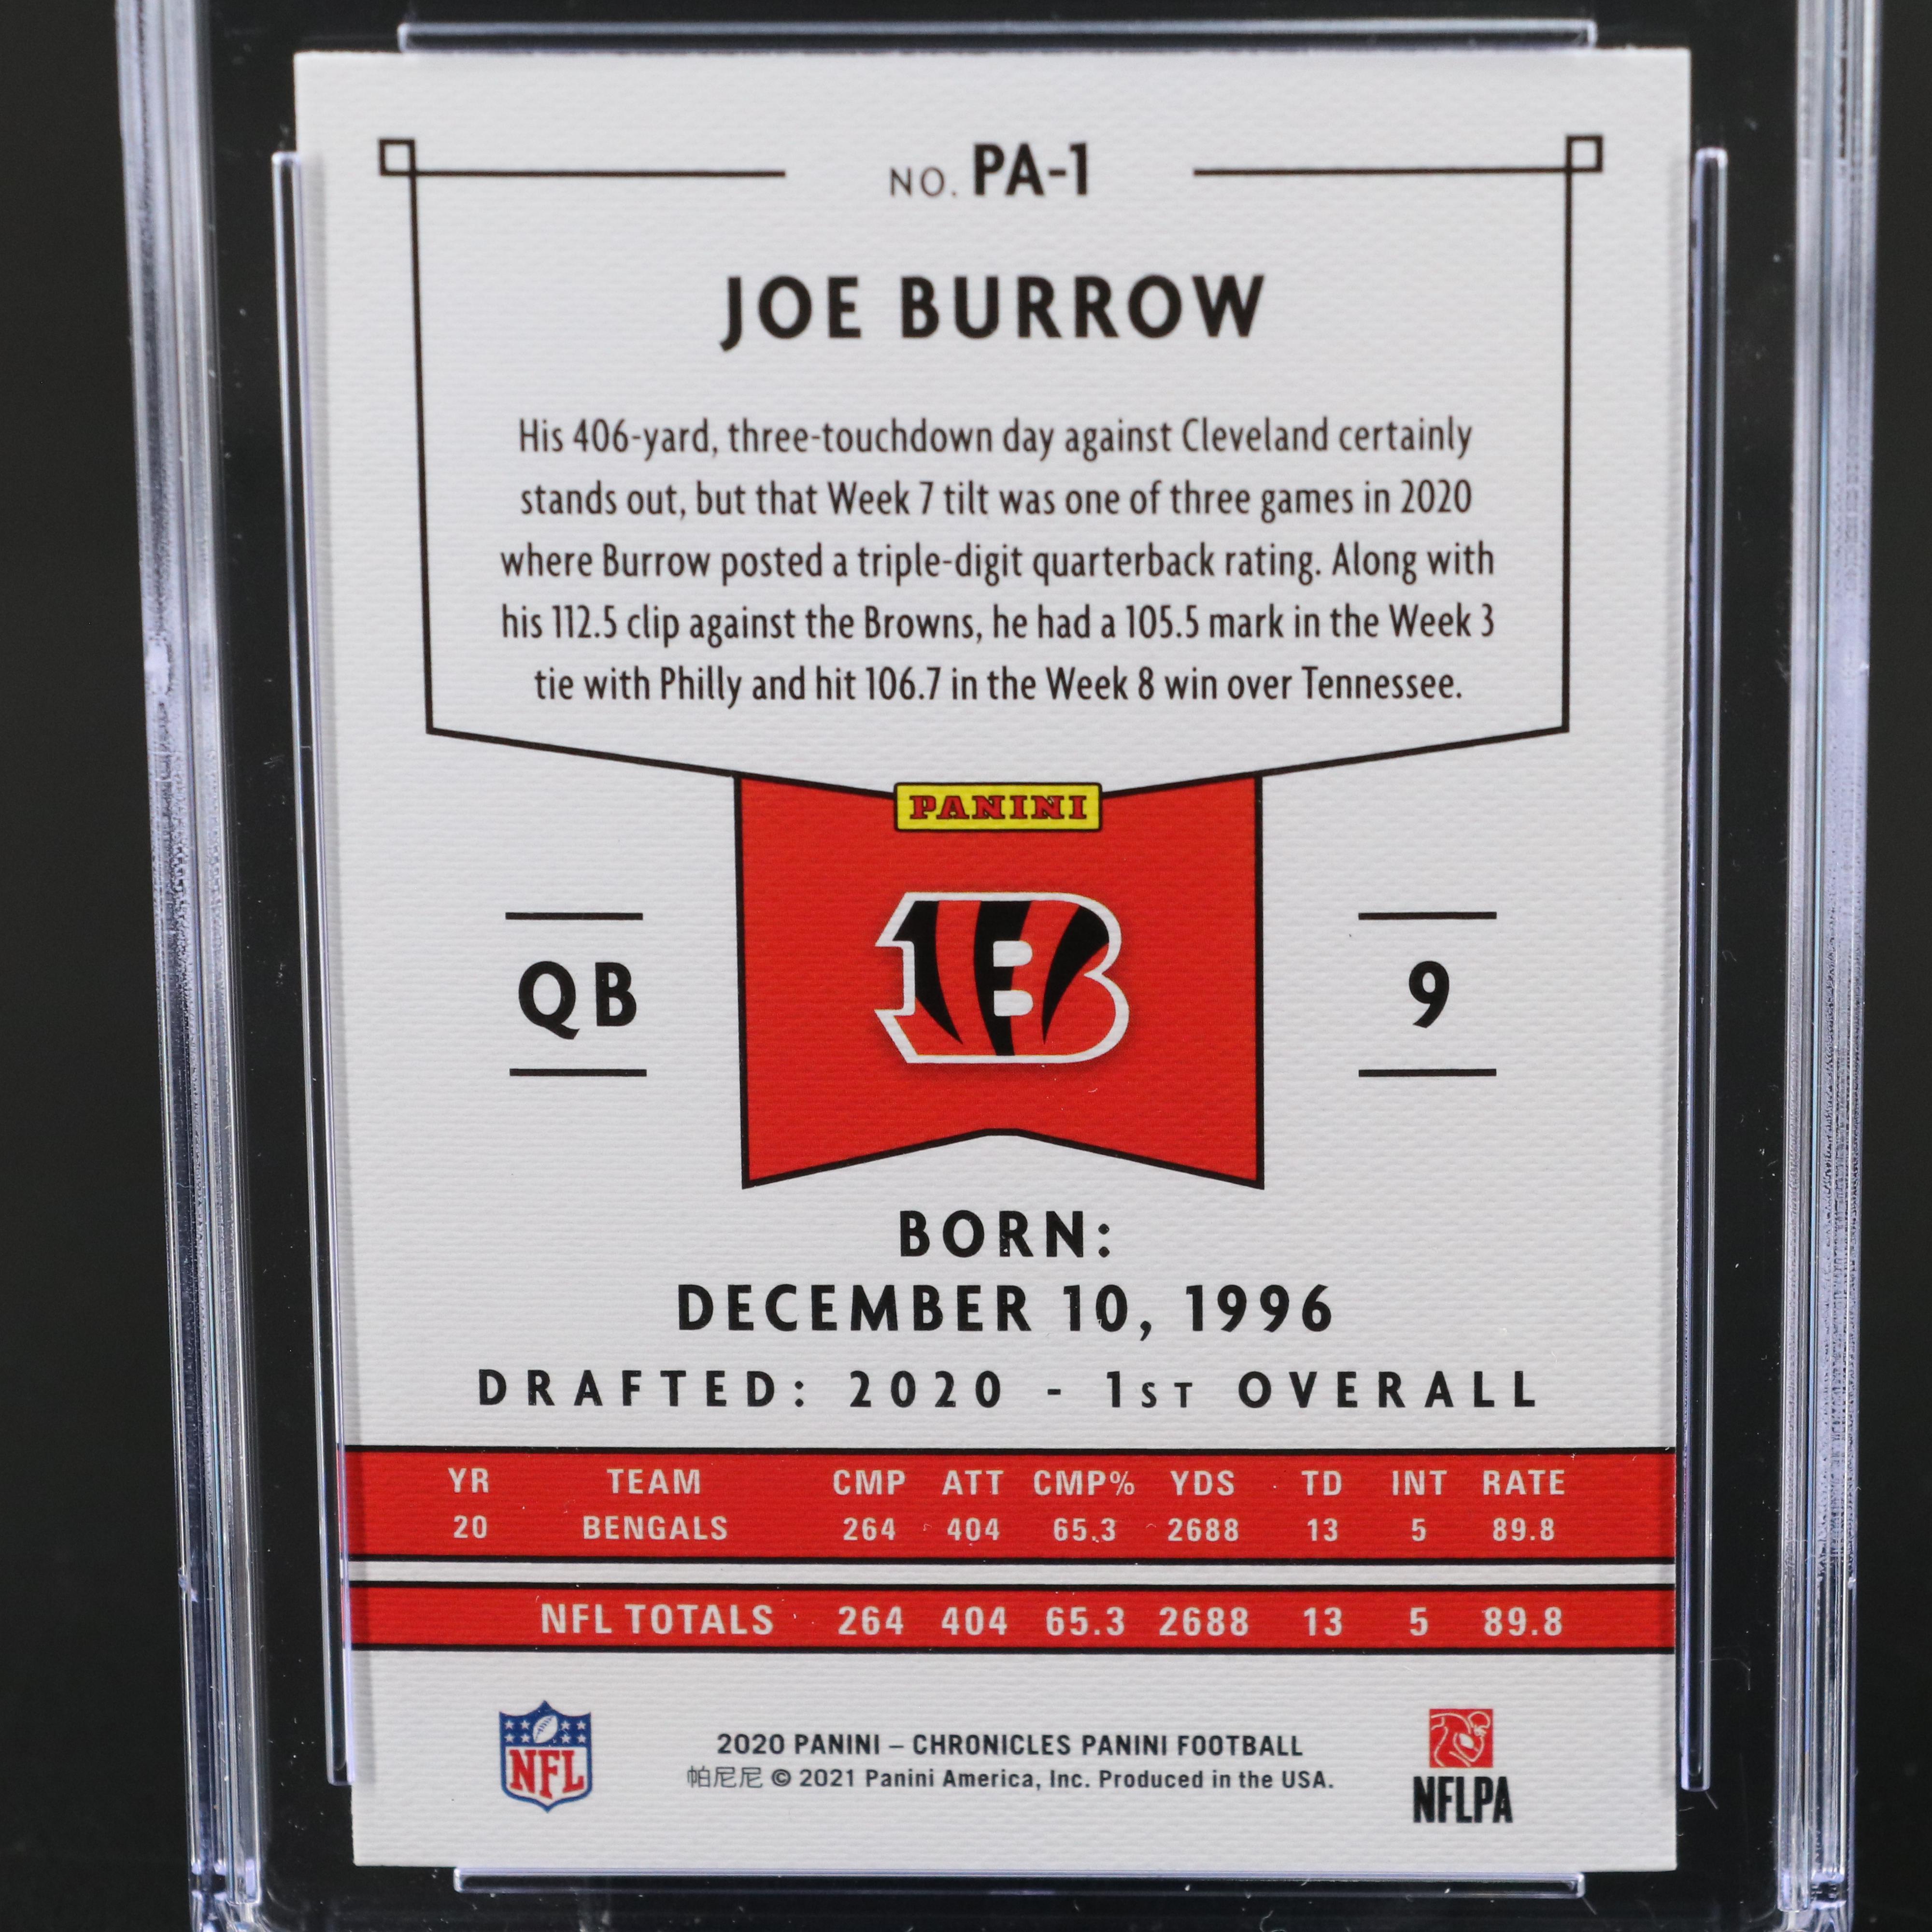 NO. PA-1
JOE BURROW
His 406-yard, three-touchdown day against Cleveland certainly
stands out, but that Week 7 tilt was one of three games in 2020
where Burrow posted a triple-digit quarterback rating. Along with
his 112.5 clip against the Browns, he had a 105.5 mark in the Week 3
tie with Philly and hit 106.7 in the Week 8 win over Tennessee.
PANINI
B
QB
9
BORN:
DECEMBER 10, 1996
DRAFTED: 2020 - 1ST OVERALL
YR TEAM CMP ATT CMP% YDS TD INT RATE
20 BENGALS 264 404 65.3 2688 13 5 89.8
NFL TOTALS 264 404 65.3 2688 13 5 89.8
NFL
2020 PANINI – CHRONICLES PANINI FOOTBALL
帕尼尼 © 2021 Panini America, Inc. Produced in the USA.
NFLPA